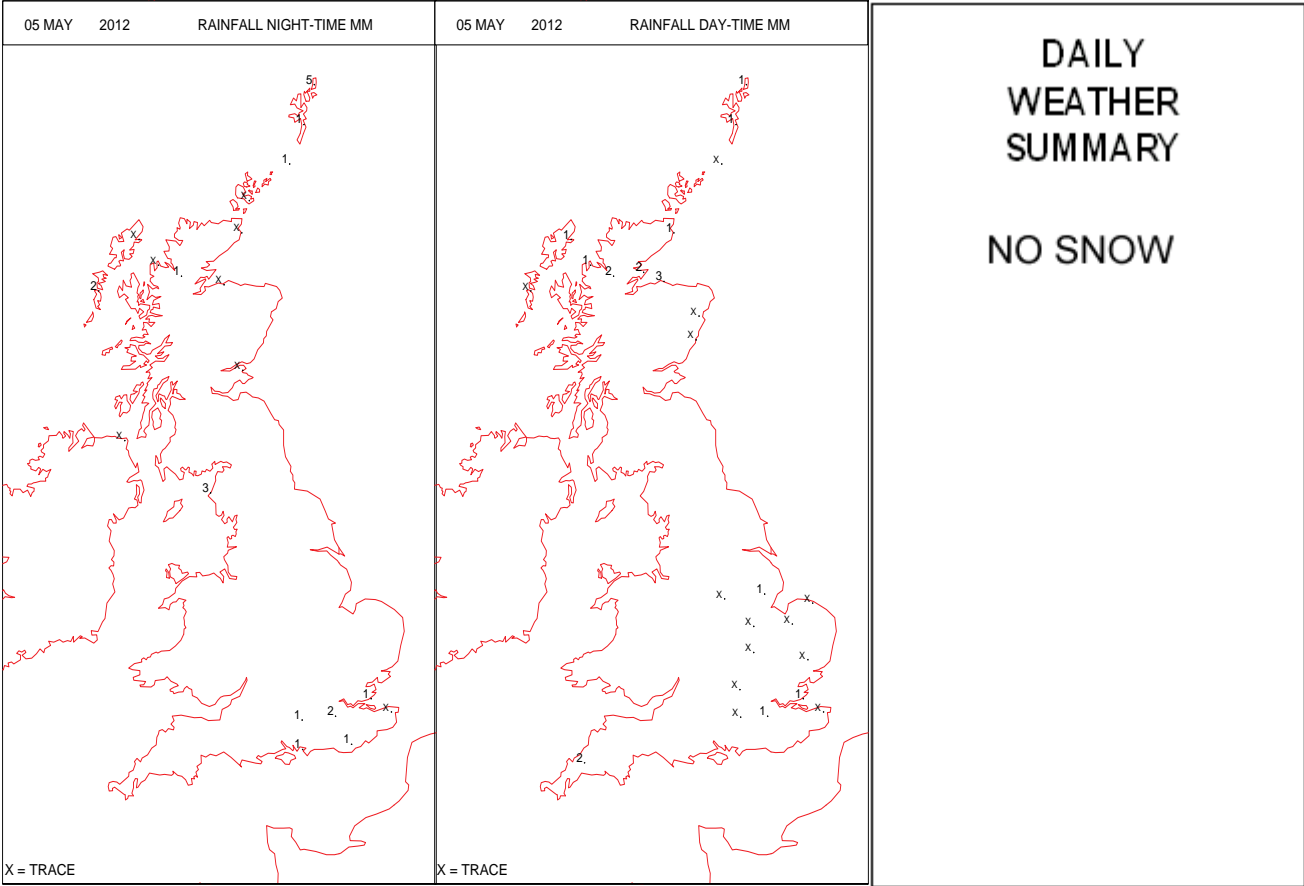 05 MAY 2012 RAINFALL NIGHT-TIME MM
5.
1.
1.
x.
x.
x.
x.
1.
x.
2.
x.
x.
3.
1.
x.
2.
1.
1.
1.
X = TRACE
05 MAY 2012 RAINFALL DAY-TIME MM
1.
1.
x.
1.
1.
1.
2.
2.
3.
x.
x.
x.
1.
x.
x.
x.
x.
x.
x.
x.
1.
x.
x.
1.
2.
X = TRACE
DAILY
WEATHER
SUMMARY
NO SNOW